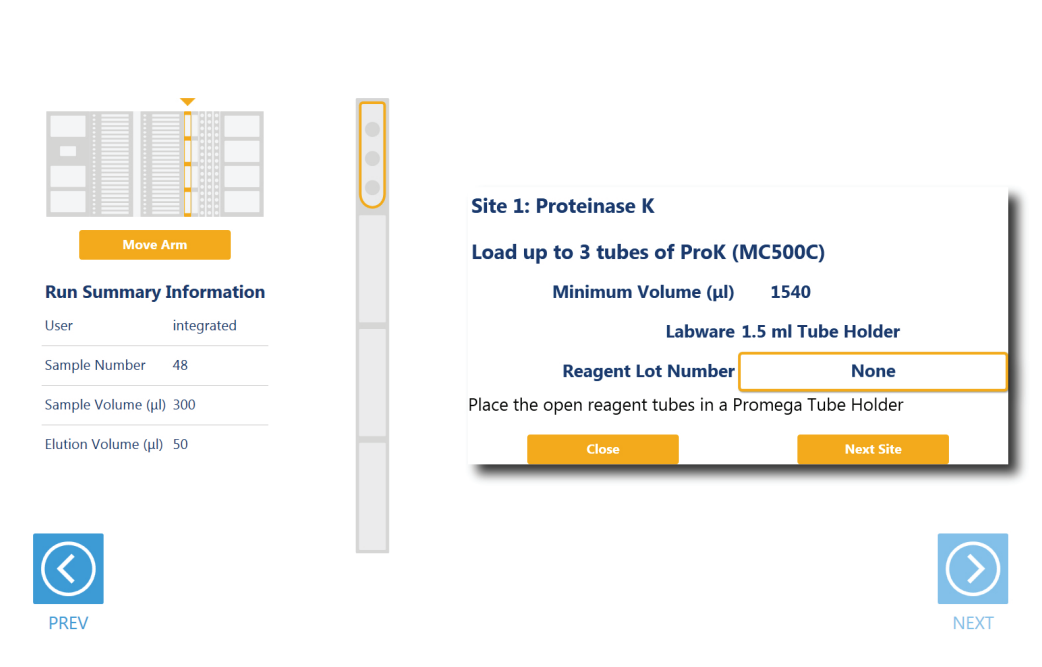 Move Arm
Run Summary Information
User integrated
Sample Number 48
Sample Volume (µl) 300
Elution Volume (µl) 50
Site 1: Proteinase K
Load up to 3 tubes of ProK (MC500C)
Minimum Volume (µl) 1540
Labware 1.5 ml Tube Holder
Reagent Lot Number None
Place the open reagent tubes in a Promega Tube Holder
Close Next Site
PREV NEXT